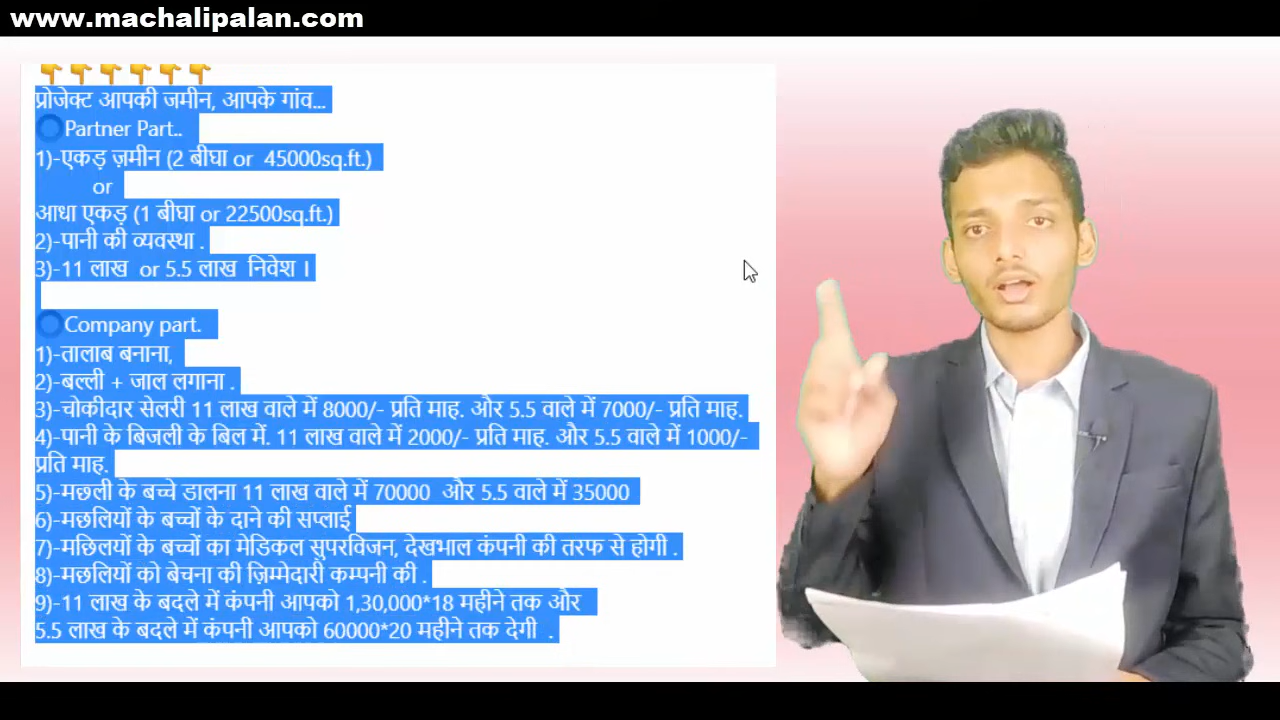 www.machalipalan.com
👇👇👇👇👇👇
प्रोजेक्ट आपकी जमीन, आपके गांव...
🔵Partner Part..
1)-एकड़ ज़मीन (2 बीघा or 45000sq.ft.)
or
आधा एकड़ (1 बीघा or 22500sq.ft.)
2)-पानी की व्यवस्था .
3)-11 लाख or 5.5 लाख निवेश ।
🔵Company part.
1)-तालाब बनाना,
2)-बल्ली + जाल लगाना .
3)-चोकीदार सेलरी 11 लाख वाले में 8000/- प्रति माह. और 5.5 वाले में 7000/- प्रति माह.
4)-पानी के बिजली के बिल में. 11 लाख वाले में 2000/- प्रति माह. और 5.5 वाले में 1000/-
प्रति माह.
5)-मछली के बच्चे डालना 11 लाख वाले में 70000 और 5.5 वाले में 35000
6)-मछलियों के बच्चों के दाने की सप्लाई
7)-मछिलयों के बच्चों का मेडिकल सुपरविजन, देखभाल कंपनी की तरफ से होगी .
8)-मछलियों को बेचना की ज़िम्मेदारी कम्पनी की .
9)-11 लाख के बदले में कंपनी आपको 1,30,000*18 महीने तक और
5.5 लाख के बदले में कंपनी आपको 60000*20 महीने तक देगी .